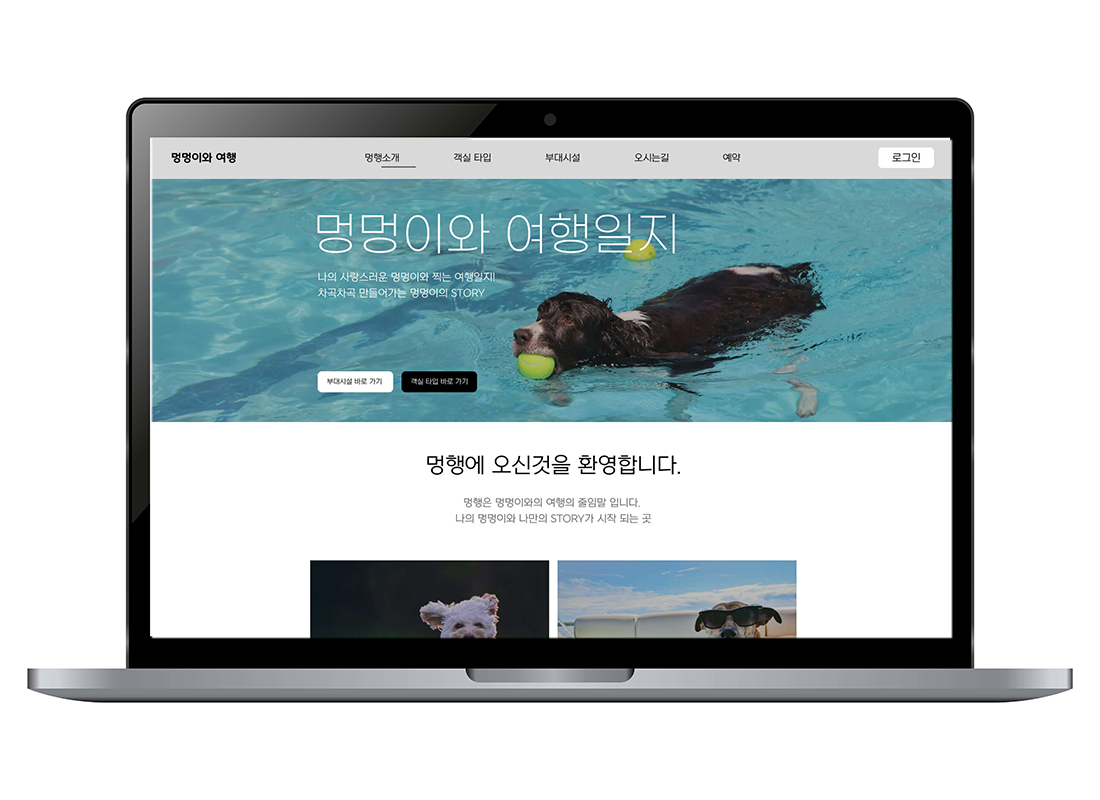 멍멍이와 여행
멍행소개
객실 타입
부대시설
오시는길
예약
로그인
멍멍이와 여행일지
나의 사랑스러운 멍멍이와 찍는 여행일지!
차곡차곡 만들어가는 멍멍이의 STORY
부대시설 바로 가기
객실 타입 바로 가기
멍행에 오신것을 환영합니다.
멍행은 멍멍이와의 여행의 줄임말 입니다.
나의 멍멍이와 나만의 STORY가 시작 되는 곳